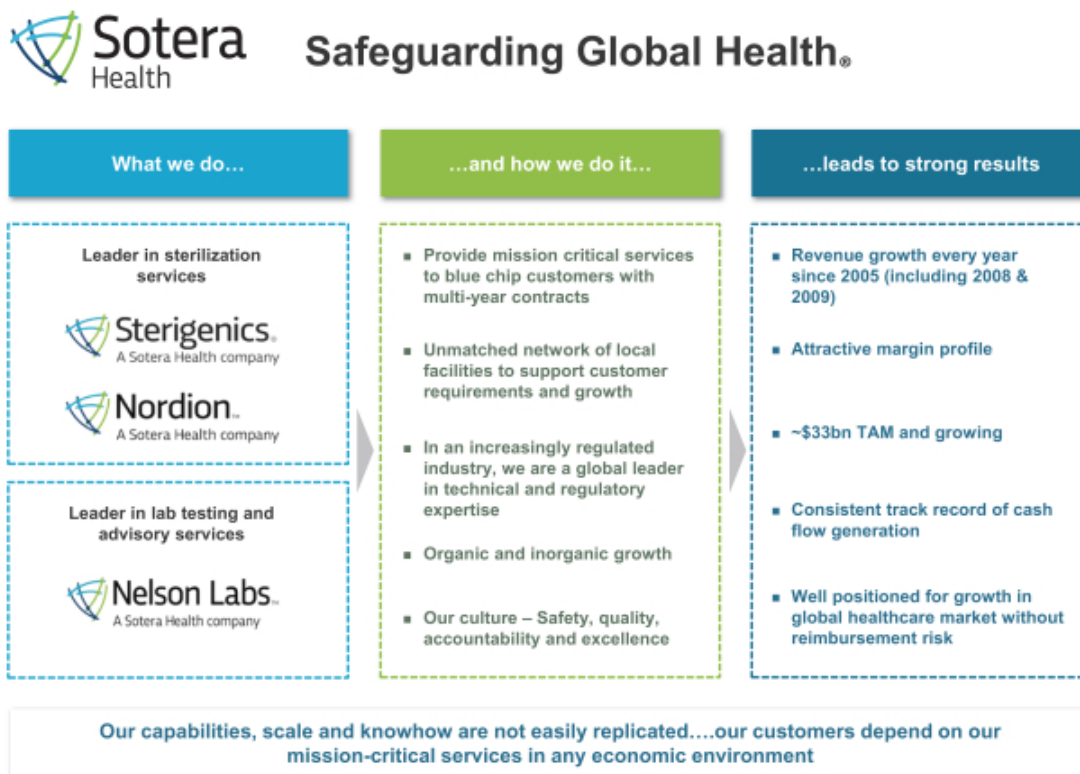 Sotera
Health
Safeguarding Global Health®
What we do…
…and how we do it…
…leads to strong results
Leader in sterilization
services
Sterigenics®
A Sotera Health company
Nordion™
A Sotera Health company
Leader in lab testing and
advisory services
Nelson Labs™
A Sotera Health company
▪ Provide mission critical services
to blue chip customers with
multi-year contracts
▪ Unmatched network of local
facilities to support customer
requirements and growth
▪ In an increasingly regulated
industry, we are a global leader
in technical and regulatory
expertise
▪ Organic and inorganic growth
▪ Our culture – Safety, quality,
accountability and excellence
▪ Revenue growth every year
since 2005 (including 2008 &
2009)
▪ Attractive margin profile
▪ ~$33bn TAM and growing
▪ Consistent track record of cash
flow generation
▪ Well positioned for growth in
global healthcare market without
reimbursement risk
Our capabilities, scale and knowhow are not easily replicated….our customers depend on our
mission-critical services in any economic environment